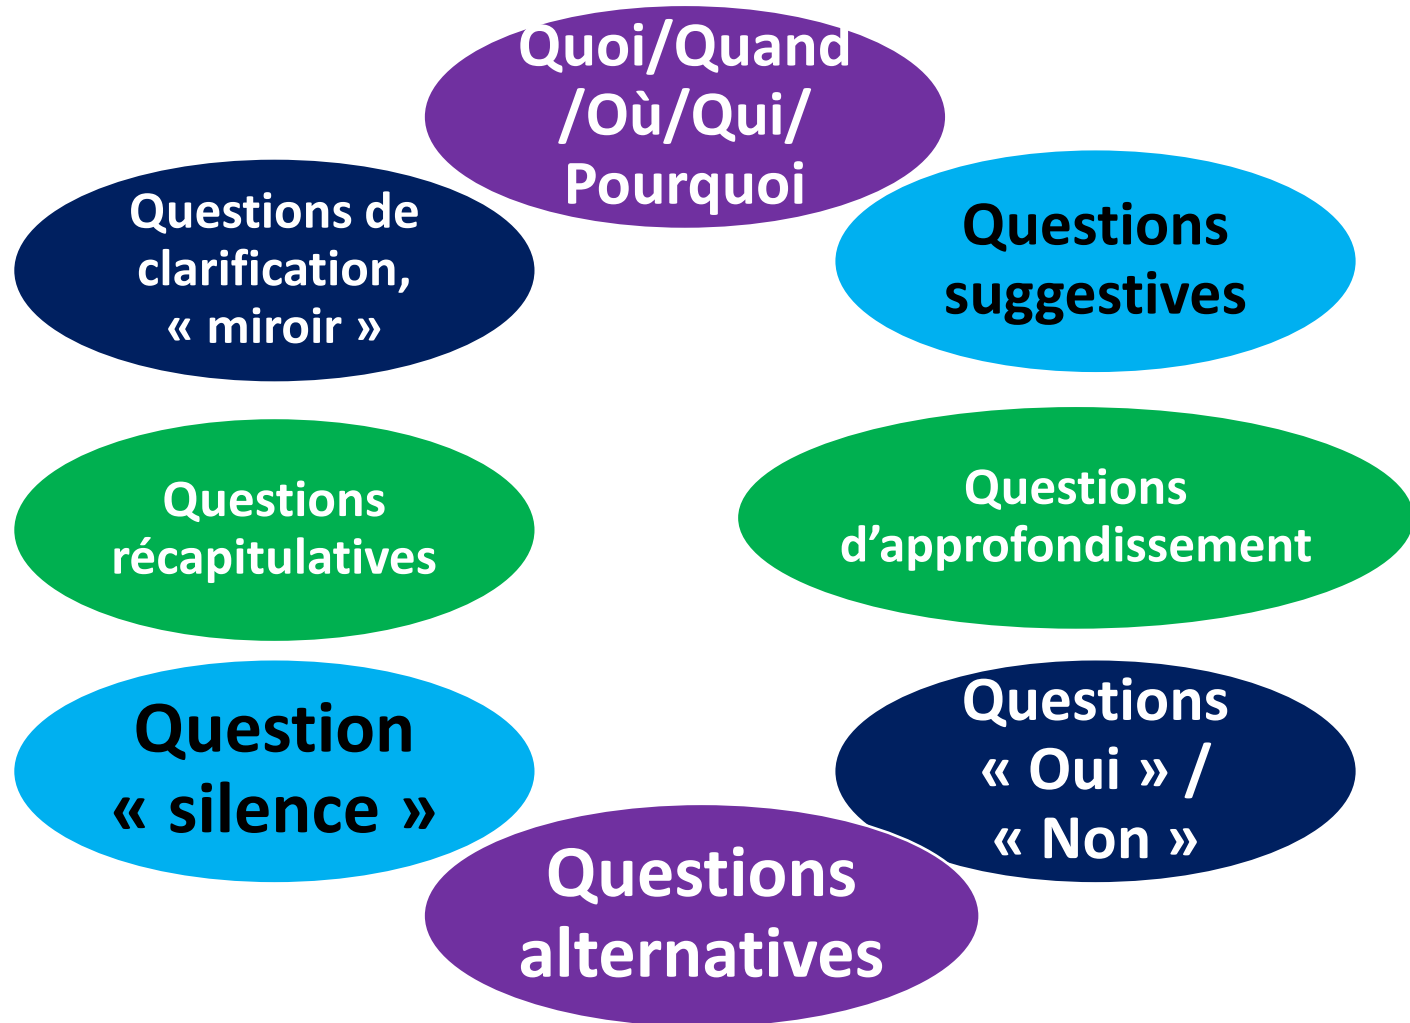 Quoi/Quand
/Où/Qui/
Pourquoi
Questions
suggestives
Questions
d’approfondissement
Questions
« Oui » /
« Non »
Questions
alternatives
Question
« silence »
Questions
récapitulatives
Questions de
clarification,
« miroir »